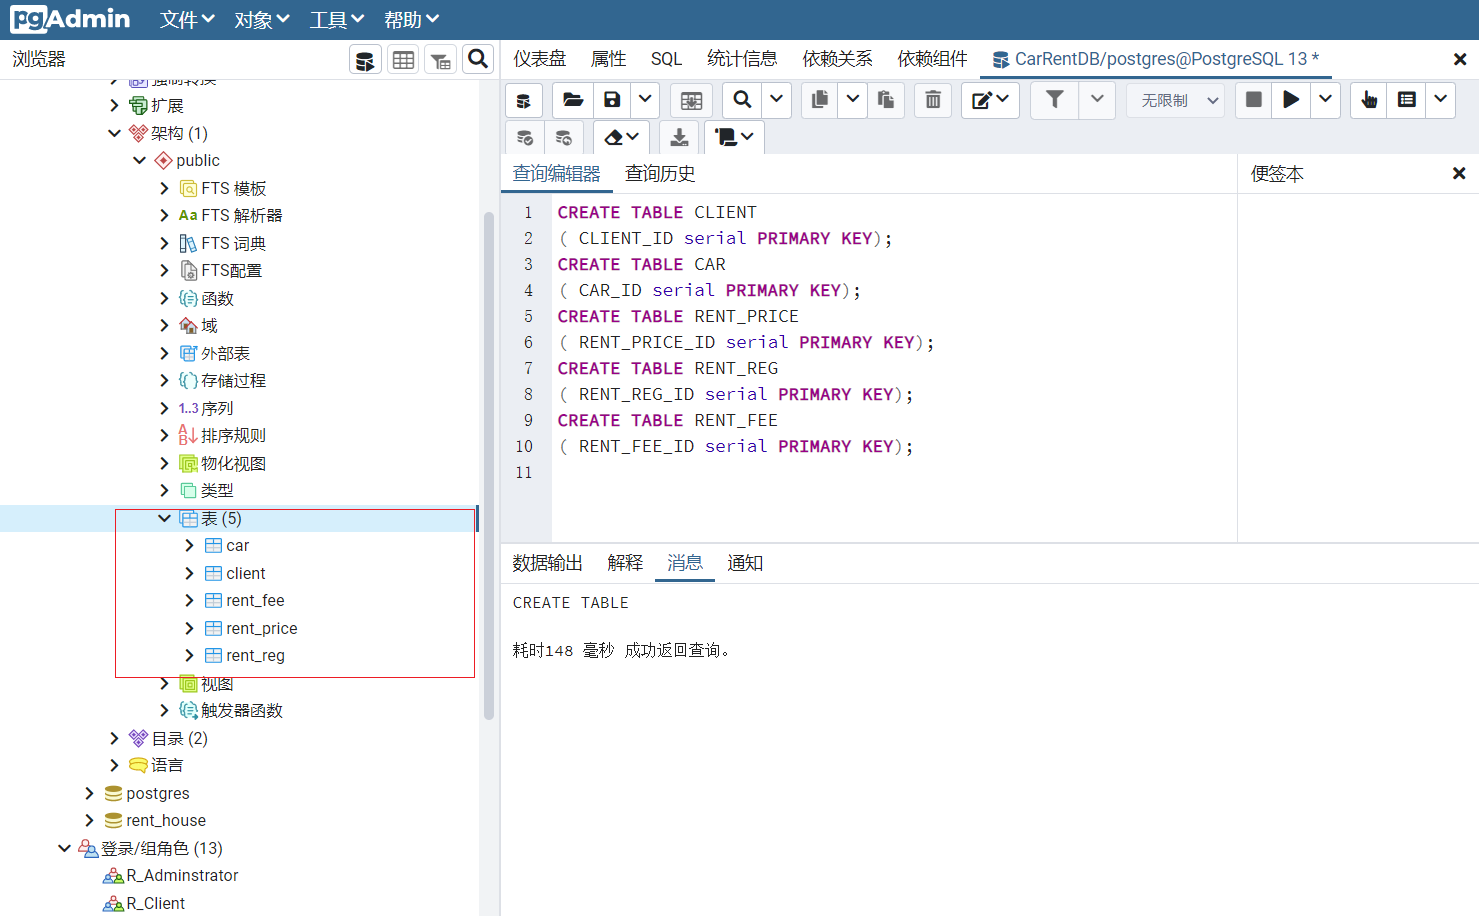 pgAdmin 文件 对象 工具 帮助
浏览器
强制转换
扩展
架构 (1)
public
FTS 模板
Aa FTS 解析器
FTS 词典
FTS配置
函数
域
外部表
存储过程
1..3 序列
排序规则
物化视图
类型
表 (5)
car
client
rent_fee
rent_price
rent_reg
视图
触发器函数
目录 (2)
语言
postgres
rent_house
登录/组角色 (13)
R_Adminstrator
R_Client
仪表盘 属性 SQL 统计信息 依赖关系 依赖组件 CarRentDB/postgres@PostgreSQL 13 *
无限制
查询编辑器 查询历史 便签本
1 CREATE TABLE CLIENT
2 ( CLIENT_ID serial PRIMARY KEY);
3 CREATE TABLE CAR
4 ( CAR_ID serial PRIMARY KEY);
5 CREATE TABLE RENT_PRICE
6 ( RENT_PRICE_ID serial PRIMARY KEY);
7 CREATE TABLE RENT_REG
8 ( RENT_REG_ID serial PRIMARY KEY);
9 CREATE TABLE RENT_FEE
10 ( RENT_FEE_ID serial PRIMARY KEY);
11
数据输出 解释 消息 通知
CREATE TABLE
耗时148 毫秒 成功返回查询。